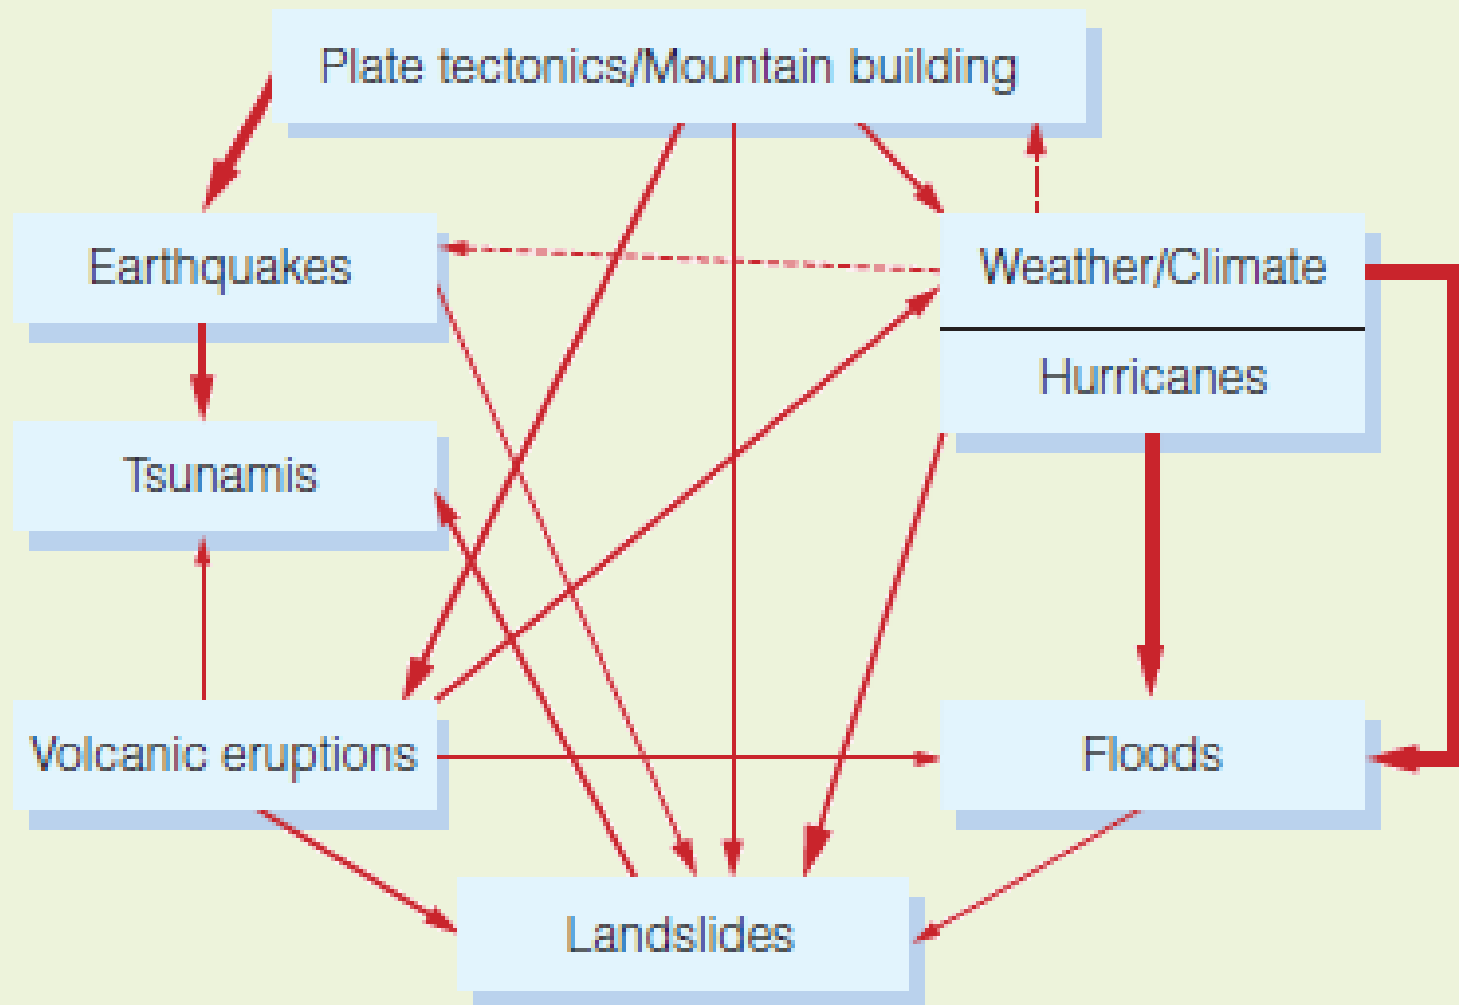 Plate tectonics/Mountain building
Earthquakes
Weather/Climate
Hurricanes
Tsunamis
Volcanic eruptions
Floods
Landslides